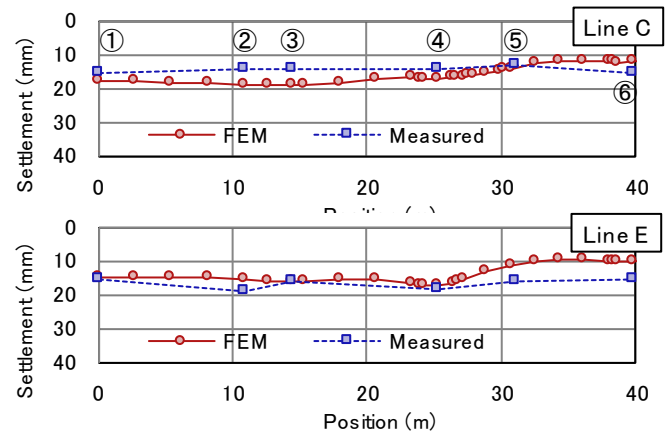 Line C
0
10
20
30
40
Settlement (mm)
① ② ③ ④ ⑤
⑥
FEM Measured
0 10 20 30 40
Position (m)
Line E
0
10
20
30
40
Settlement (mm)
FEM Measured
0 10 20 30 40
Position (m)